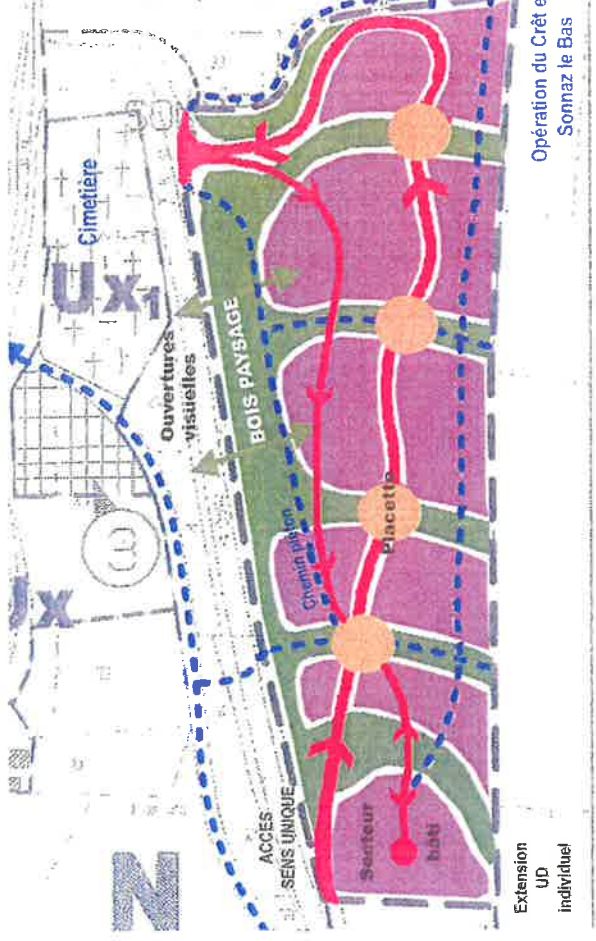 Cimetière
Ux1
Ouvertures
visuelles
BOIS PAYSAGE
Ux
Chemin piéton
Placette
N
ACCES
SENS UNIQUE
Secteur
bâti
Extension
UD
individuel
Opération du Crêt e
Sonnaz le Bas